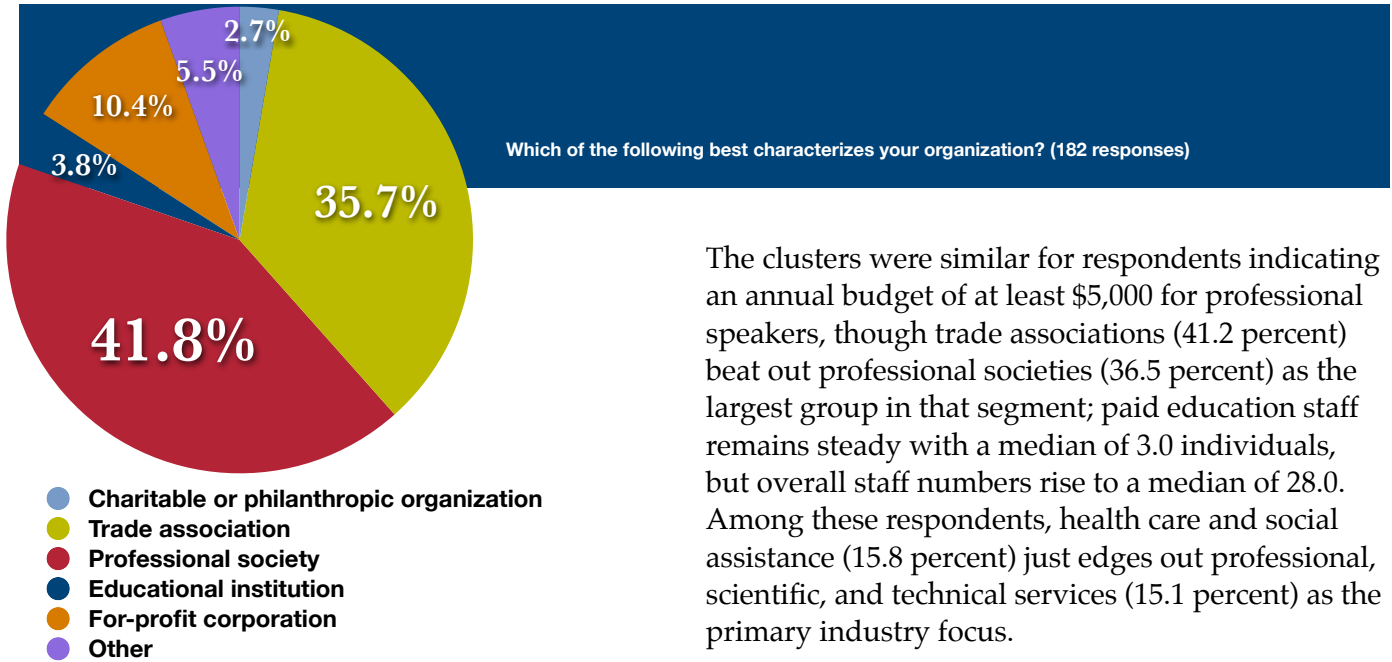 2.7%
5.5%
10.4%
3.8%
35.7%
41.8%
Which of the following best characterizes your organization? (182 responses)
Charitable or philanthropic organization
Trade association
Professional society
Educational institution
For-profit corporation
Other
The clusters were similar for respondents indicating
an annual budget of at least $5,000 for professional
speakers, though trade associations (41.2 percent)
beat out professional societies (36.5 percent) as the
largest group in that segment; paid education staff
remains steady with a median of 3.0 individuals,
but overall staff numbers rise to a median of 28.0.
Among these respondents, health care and social
assistance (15.8 percent) just edges out professional,
scientific, and technical services (15.1 percent) as the
primary industry focus.